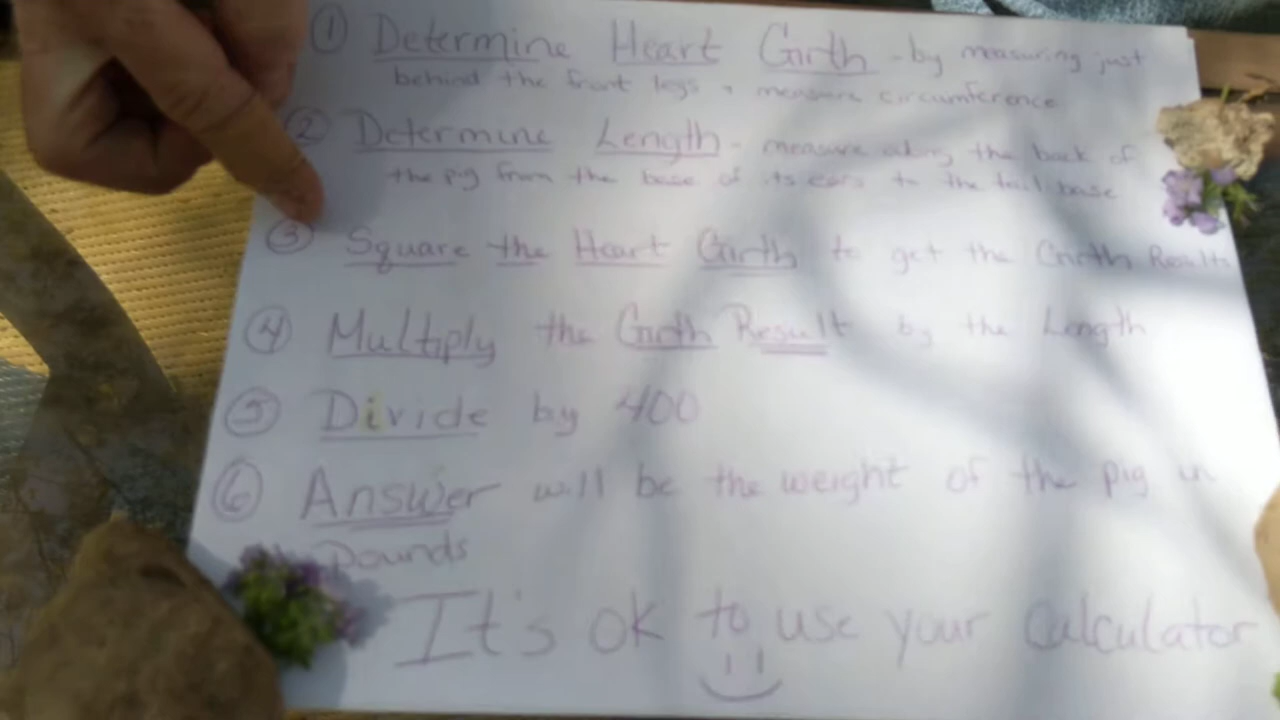 ① Determine Heart Girth - by measuring just
behind the front legs + measure circumference
② Determine Length - measure along the back of
the pig from the base of its ears to the tail base
③ Square the Heart Girth to get the Girth Results
④ Multiply the Girth Result by the Length
⑤ Divide by 400
⑥ Answer will be the weight of the pig in
Pounds
It's ok to use your Calculator